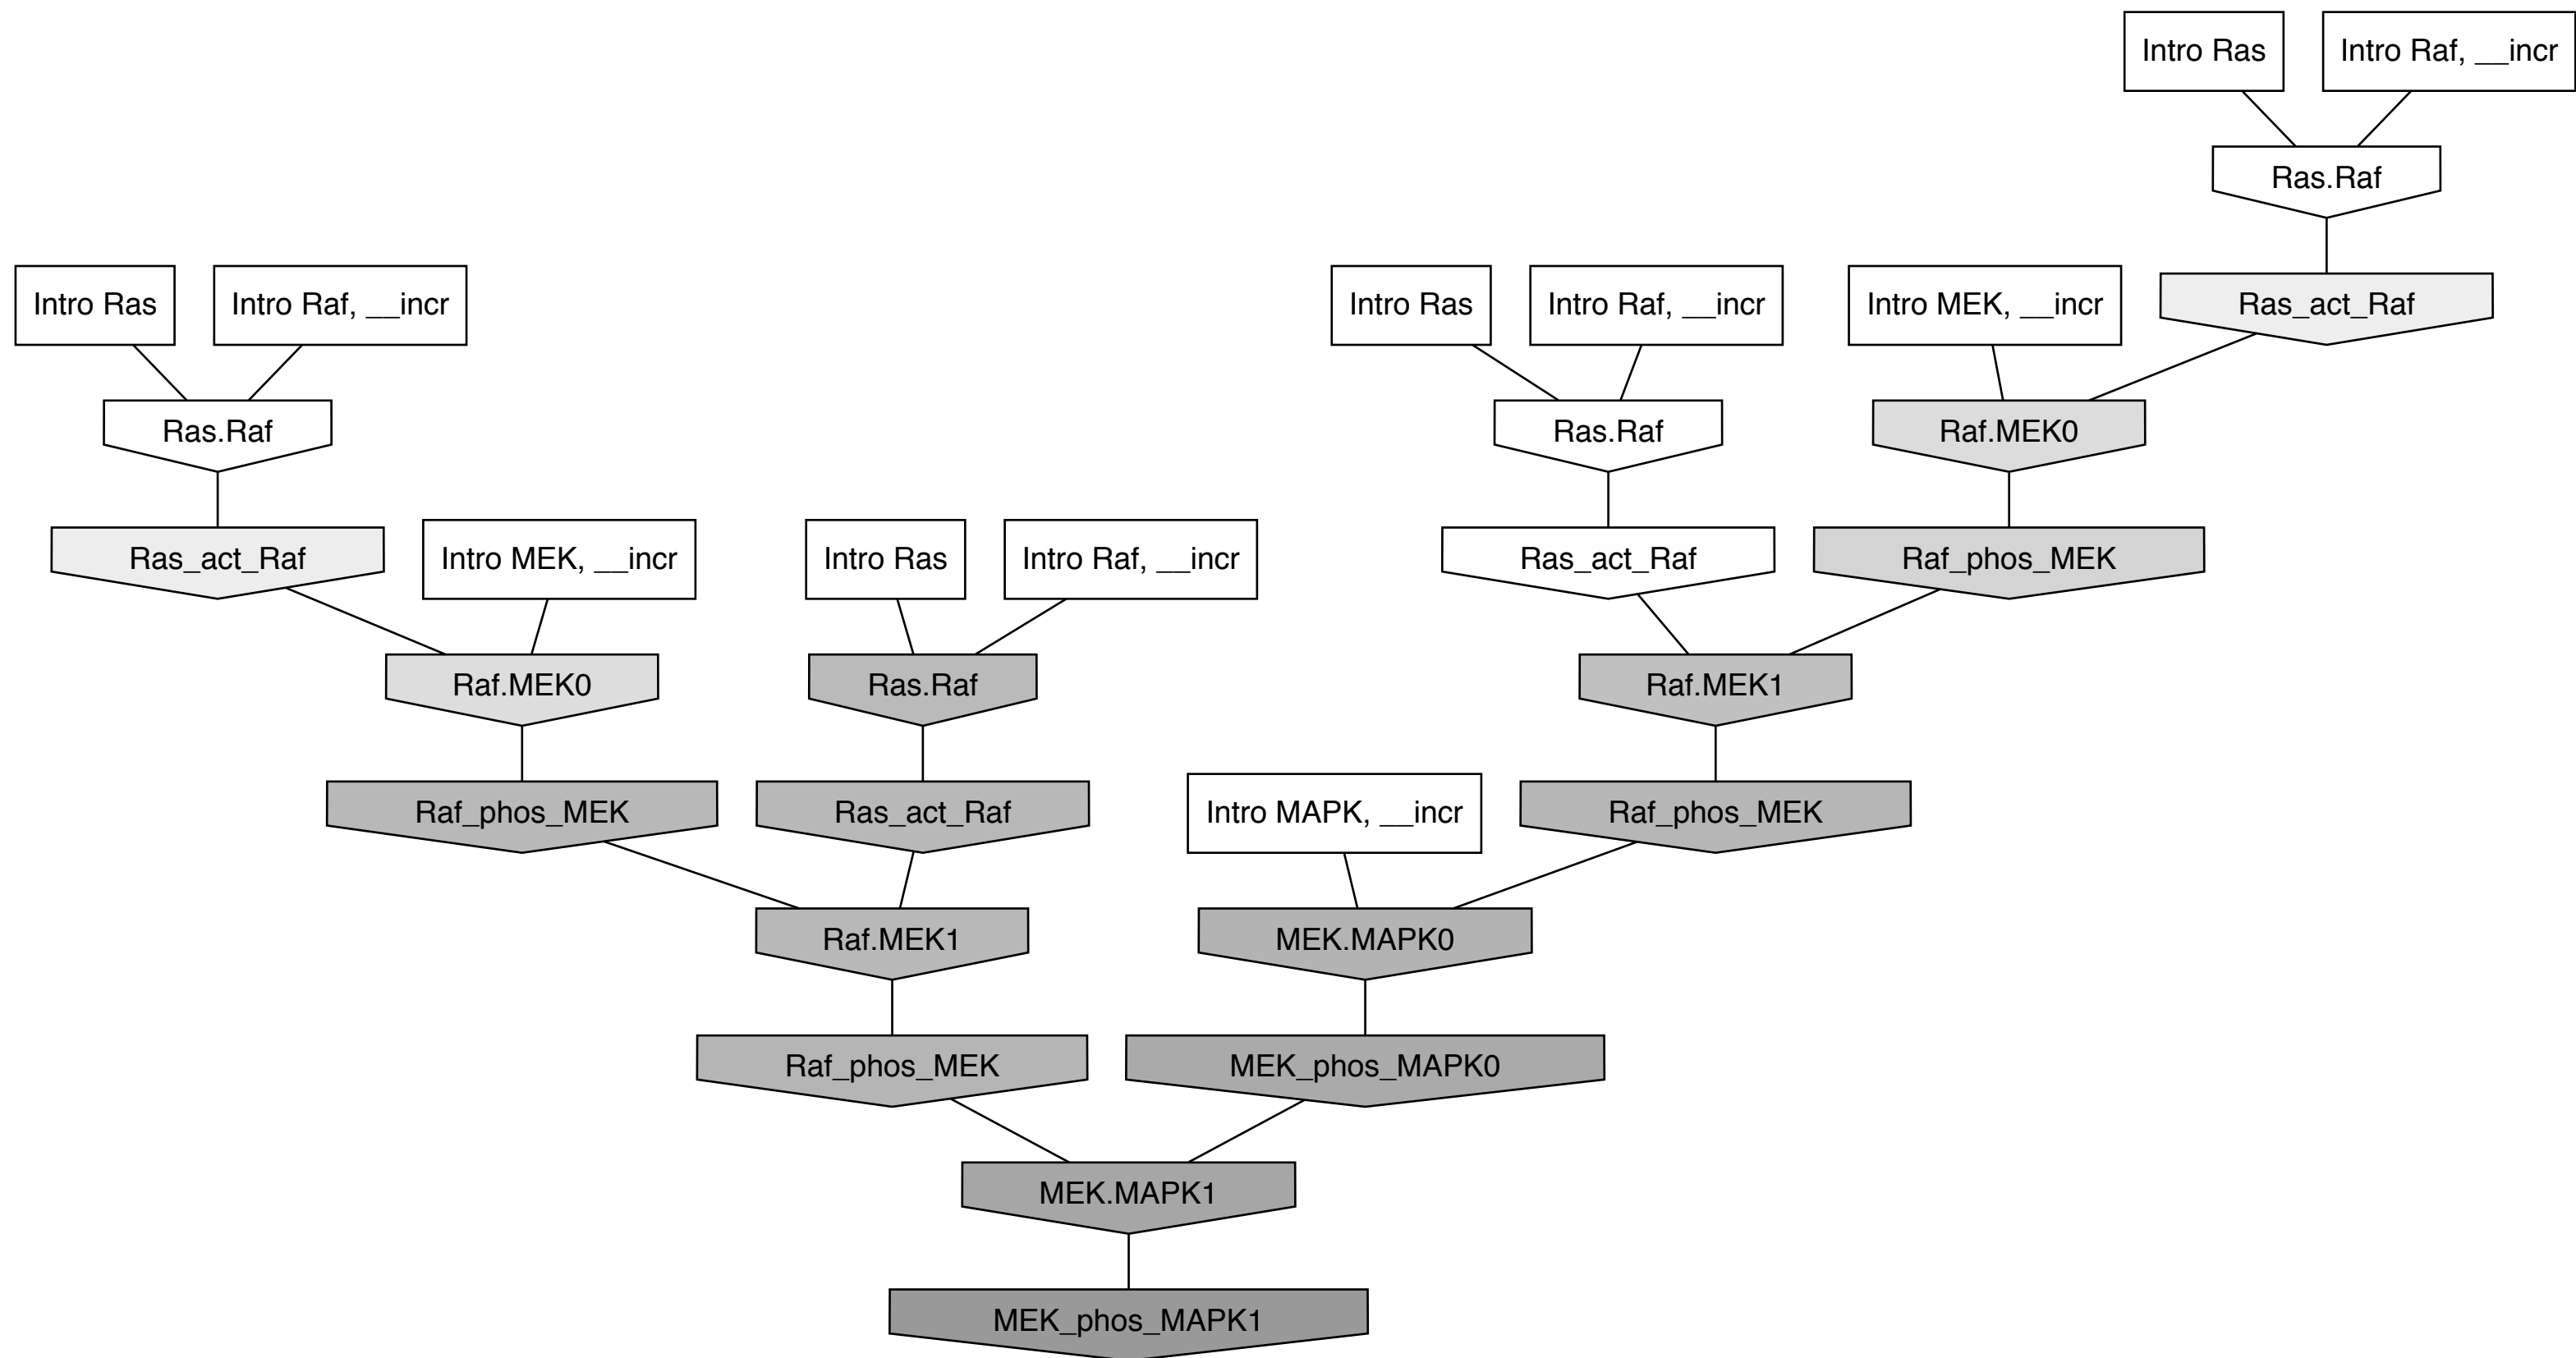 Intro Ras
Intro Raf, __incr
Ras.Raf
Intro Ras
Intro Raf, __incr
Intro Ras
Intro Raf, __incr
Intro MEK, __incr
Ras_act_Raf
Ras.Raf
Ras.Raf
Raf.MEK0
Ras_act_Raf
Intro MEK, __incr
Intro Ras
Intro Raf, __incr
Ras_act_Raf
Raf_phos_MEK
Raf.MEK0
Ras.Raf
Raf.MEK1
Raf_phos_MEK
Ras_act_Raf
Intro MAPK, __incr
Raf_phos_MEK
Raf.MEK1
MEK.MAPK0
Raf_phos_MEK
MEK_phos_MAPK0
MEK.MAPK1
MEK_phos_MAPK1